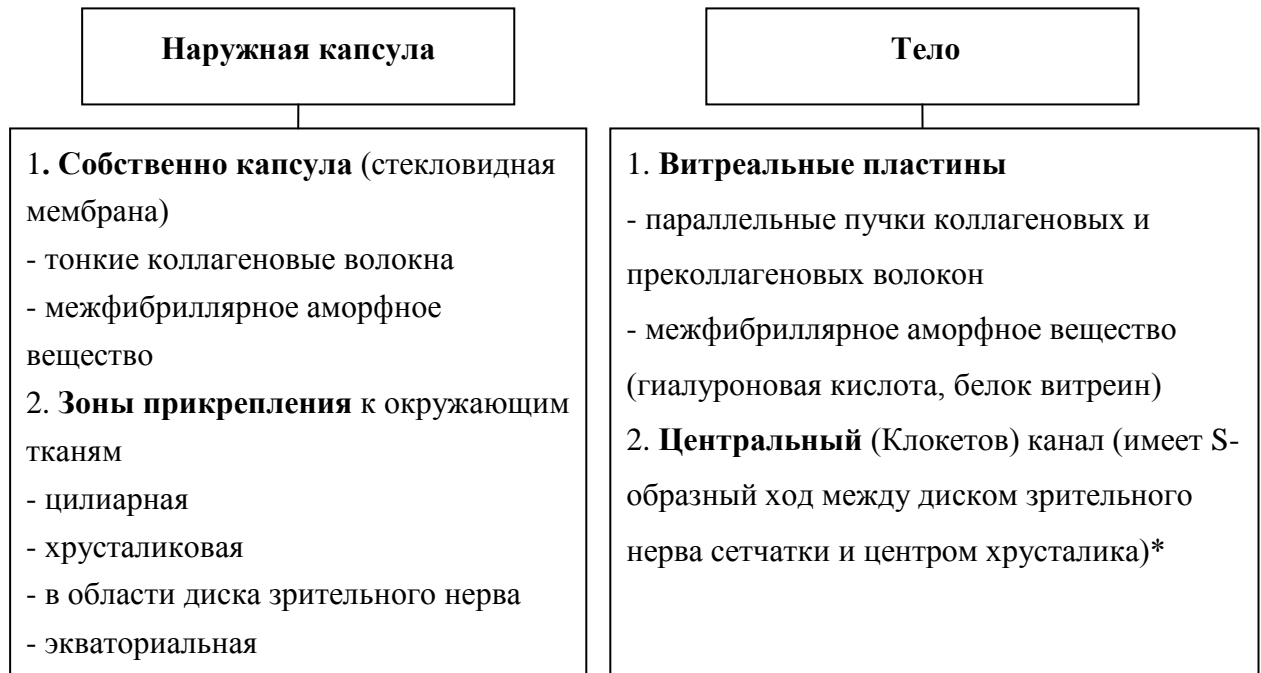 Наружная капсула
1. Собственно капсула (стекловидная
мембрана)
- тонкие коллагеновые волокна
- межфибриллярное аморфное
вещество
2. Зоны прикрепления к окружающим
тканям
- цилиарная
- хрусталиковая
- в области диска зрительного нерва
- экваториальная
Тело
1. Витреальные пластины
- параллельные пучки коллагеновых и
преколлагеновых волокон
- межфибриллярное аморфное вещество
(гиалуроновая кислота, белок витреин)
2. Центральный (Клокетов) канал (имеет S-
образный ход между диском зрительного
нерва сетчатки и центром хрусталика)*